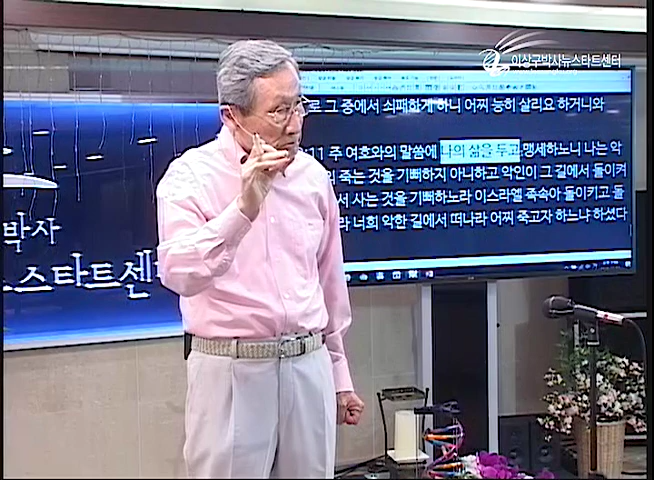 이상구박사뉴스타트센터
로 그 중에서 쇠패하게 하니 어찌 능히 살리요 하거니와
11 주 여호와의 말씀에 나의 삶을 두고 맹세하노니 나는 악
의 죽는 것을 기뻐하지 아니하고 악인이 그 길에서 돌이켜
서 사는 것을 기뻐하노라 이스라엘 족속아 돌이키고 돌
라 너희 악한 길에서 떠나라 어찌 죽고자 하느냐 하셨다
박사
스타트센